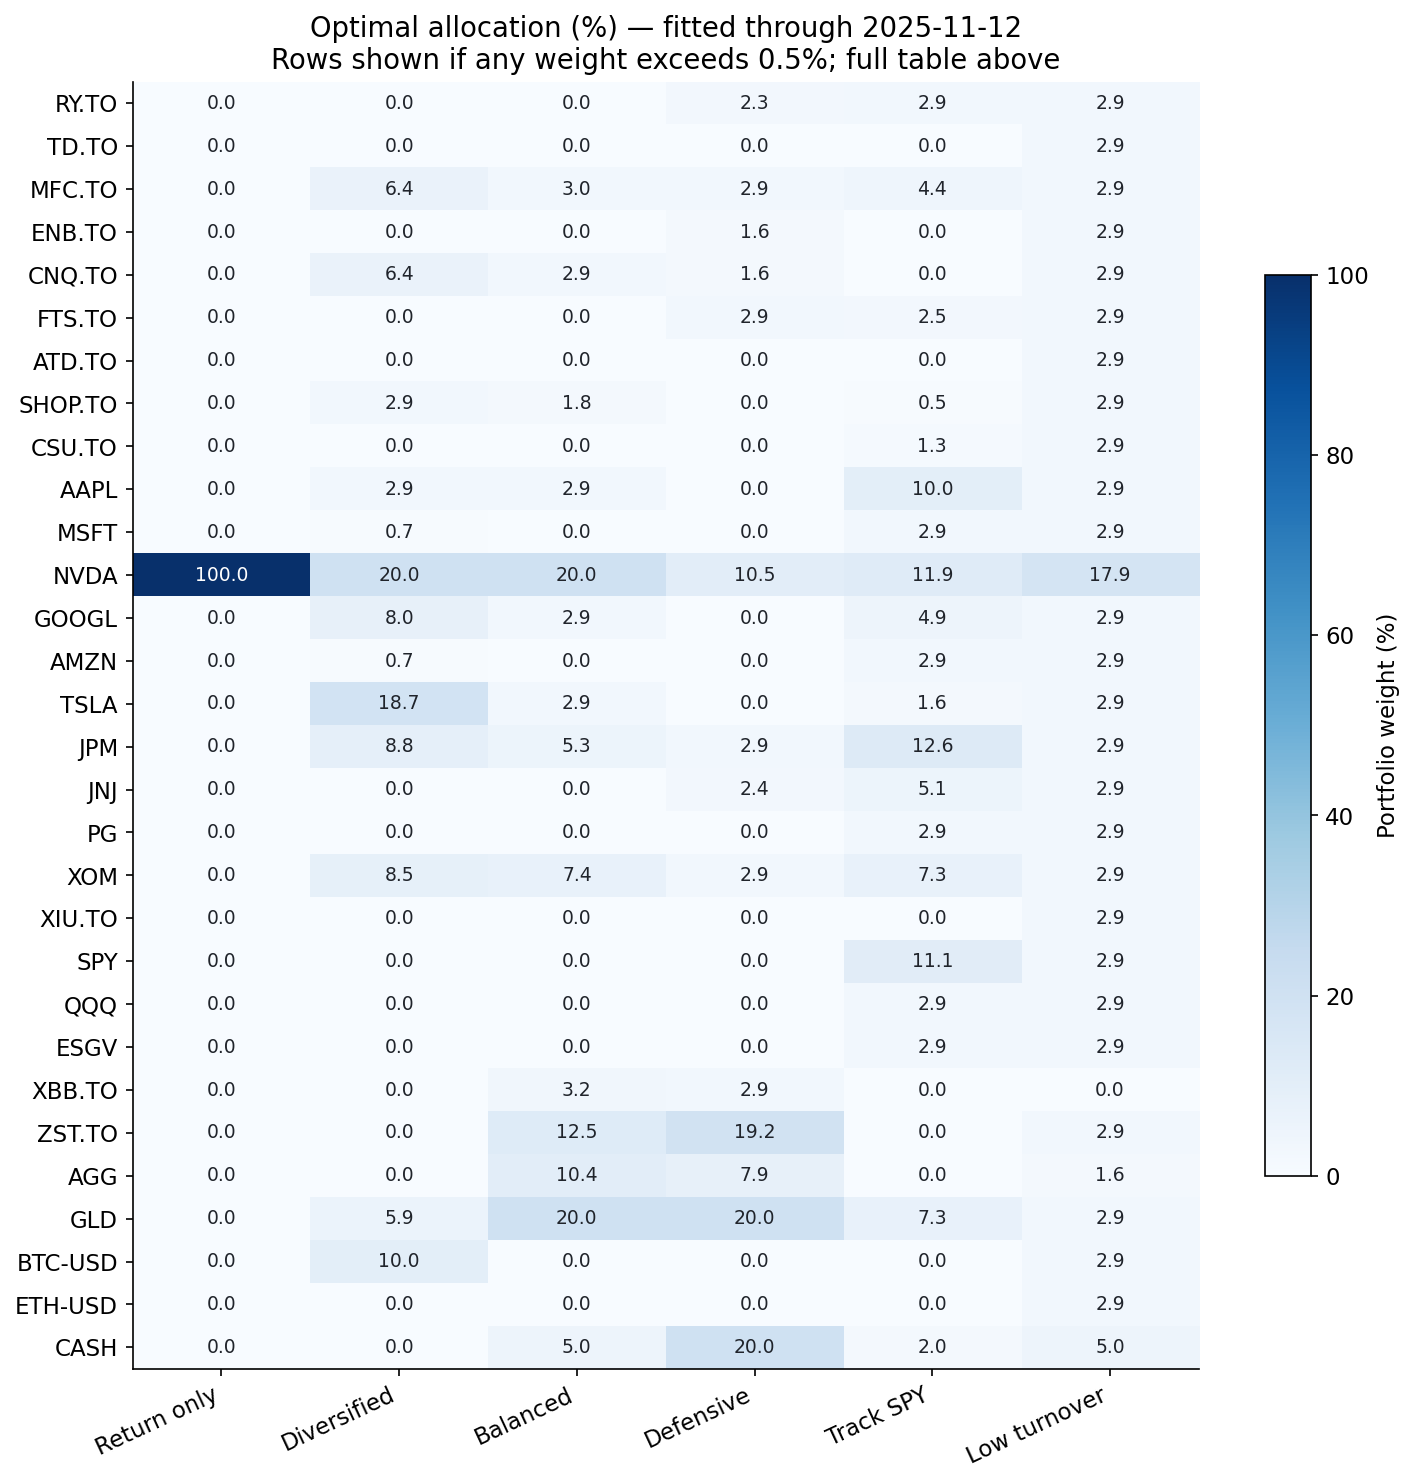 Optimal allocation (%) — fitted through 2025-11-12
Rows shown if any weight exceeds 0.5%; full table above
RY.TO 0.0 0.0 0.0 2.3 2.9 2.9
TD.TO 0.0 0.0 0.0 0.0 0.0 2.9
MFC.TO 0.0 6.4 3.0 2.9 4.4 2.9
ENB.TO 0.0 0.0 0.0 1.6 0.0 2.9
CNQ.TO 0.0 6.4 2.9 1.6 0.0 2.9
FTS.TO 0.0 0.0 0.0 2.9 2.5 2.9
ATD.TO 0.0 0.0 0.0 0.0 0.0 2.9
SHOP.TO 0.0 2.9 1.8 0.0 0.5 2.9
CSU.TO 0.0 0.0 0.0 0.0 1.3 2.9
AAPL 0.0 2.9 2.9 0.0 10.0 2.9
MSFT 0.0 0.7 0.0 0.0 2.9 2.9
NVDA 100.0 20.0 20.0 10.5 11.9 17.9
GOOGL 0.0 8.0 2.9 0.0 4.9 2.9
AMZN 0.0 0.7 0.0 0.0 2.9 2.9
TSLA 0.0 18.7 2.9 0.0 1.6 2.9
JPM 0.0 8.8 5.3 2.9 12.6 2.9
JNJ 0.0 0.0 0.0 2.4 5.1 2.9
PG 0.0 0.0 0.0 0.0 2.9 2.9
XOM 0.0 8.5 7.4 2.9 7.3 2.9
XIU.TO 0.0 0.0 0.0 0.0 0.0 2.9
SPY 0.0 0.0 0.0 0.0 11.1 2.9
QQQ 0.0 0.0 0.0 0.0 2.9 2.9
ESGV 0.0 0.0 0.0 0.0 2.9 2.9
XBB.TO 0.0 0.0 3.2 2.9 0.0 0.0
ZST.TO 0.0 0.0 12.5 19.2 0.0 2.9
AGG 0.0 0.0 10.4 7.9 0.0 1.6
GLD 0.0 5.9 20.0 20.0 7.3 2.9
BTC-USD 0.0 10.0 0.0 0.0 0.0 2.9
ETH-USD 0.0 0.0 0.0 0.0 0.0 2.9
CASH 0.0 0.0 5.0 20.0 2.0 5.0
Return only Diversified Balanced Defensive Track SPY Low turnover
100
80
60
40
20
0
Portfolio weight (%)